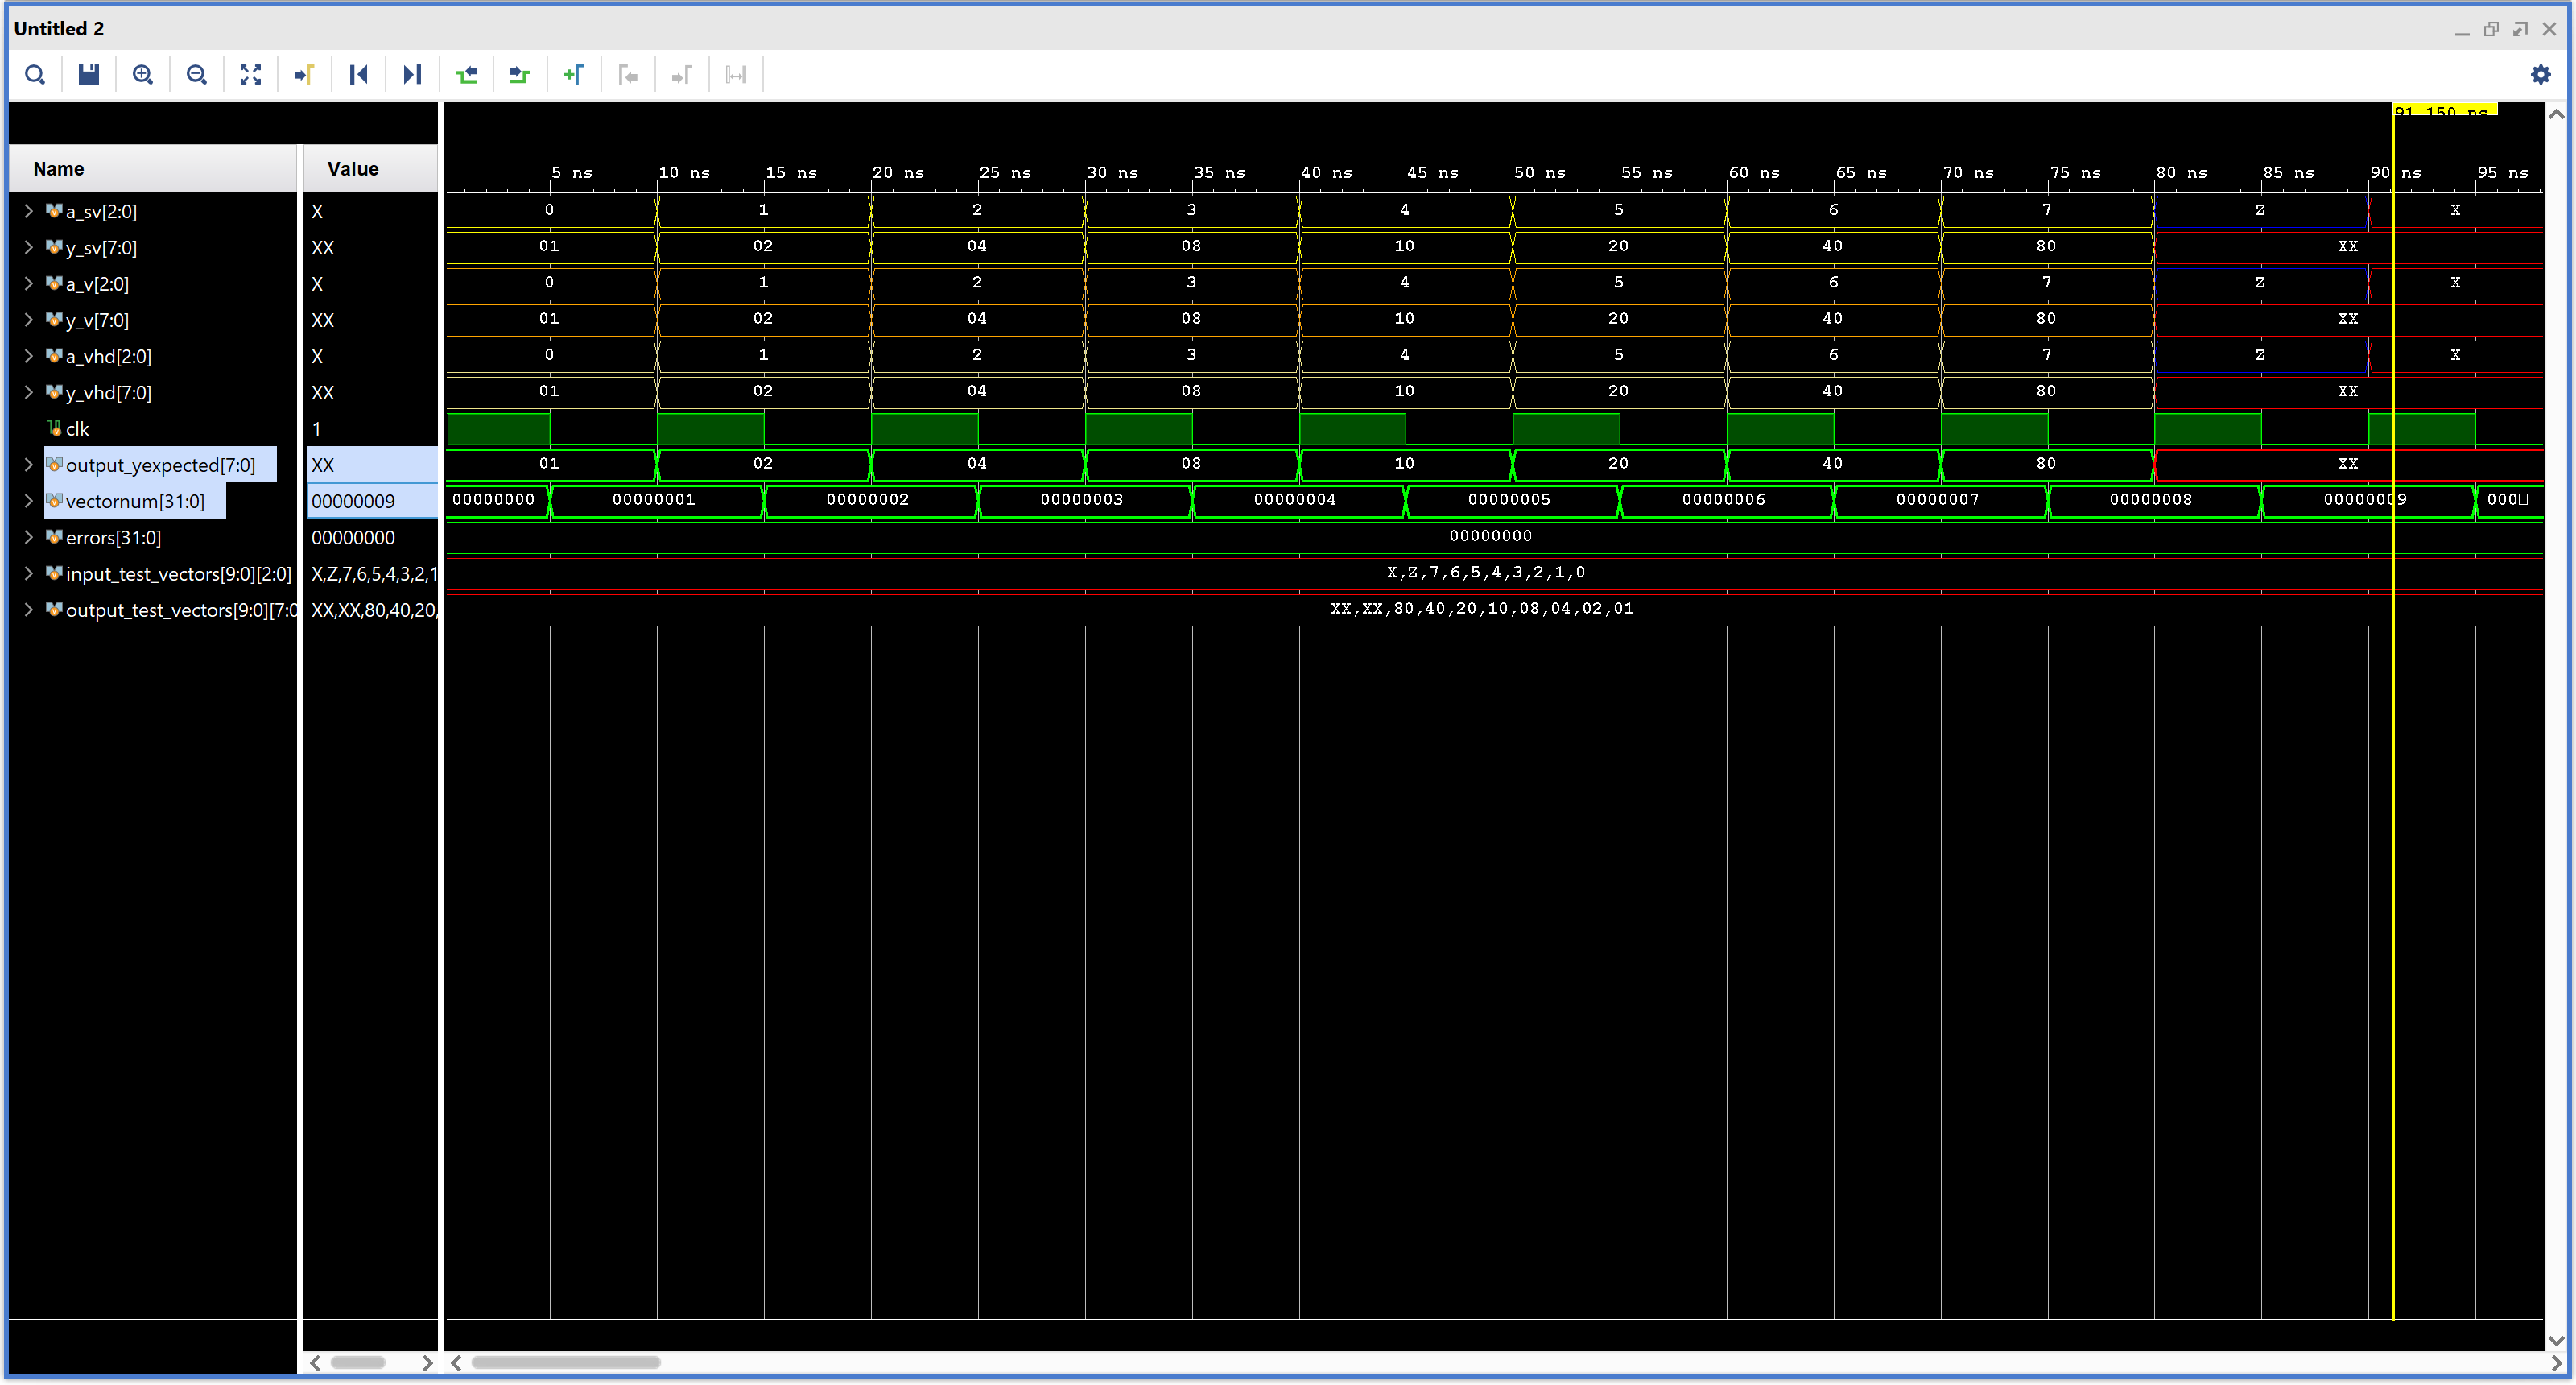 Untitled 2
91.150 ns
Name Value
5 ns 10 ns 15 ns 20 ns 25 ns 30 ns 35 ns 40 ns 45 ns 50 ns 55 ns 60 ns 65 ns 70 ns 75 ns 80 ns 85 ns 90 ns 95 ns
a_sv[2:0] X 0 1 2 3 4 5 6 7 Z X
y_sv[7:0] XX 01 02 04 08 10 20 40 80 XX
a_v[2:0] X 0 1 2 3 4 5 6 7 Z X
y_v[7:0] XX 01 02 04 08 10 20 40 80 XX
a_vhd[2:0] X 0 1 2 3 4 5 6 7 Z X
y_vhd[7:0] XX 01 02 04 08 10 20 40 80 XX
clk 1
output_yexpected[7:0] XX 01 02 04 08 10 20 40 80 XX
vectornum[31:0] 00000009 00000000 00000001 00000002 00000003 00000004 00000005 00000006 00000007 00000008 00000009 000
errors[31:0] 00000000 00000000
input_test_vectors[9:0][2:0] X,Z,7,6,5,4,3,2,1 X,Z,7,6,5,4,3,2,1,0
output_test_vectors[9:0][7:0 XX,XX,80,40,20, XX,XX,80,40,20,10,08,04,02,01